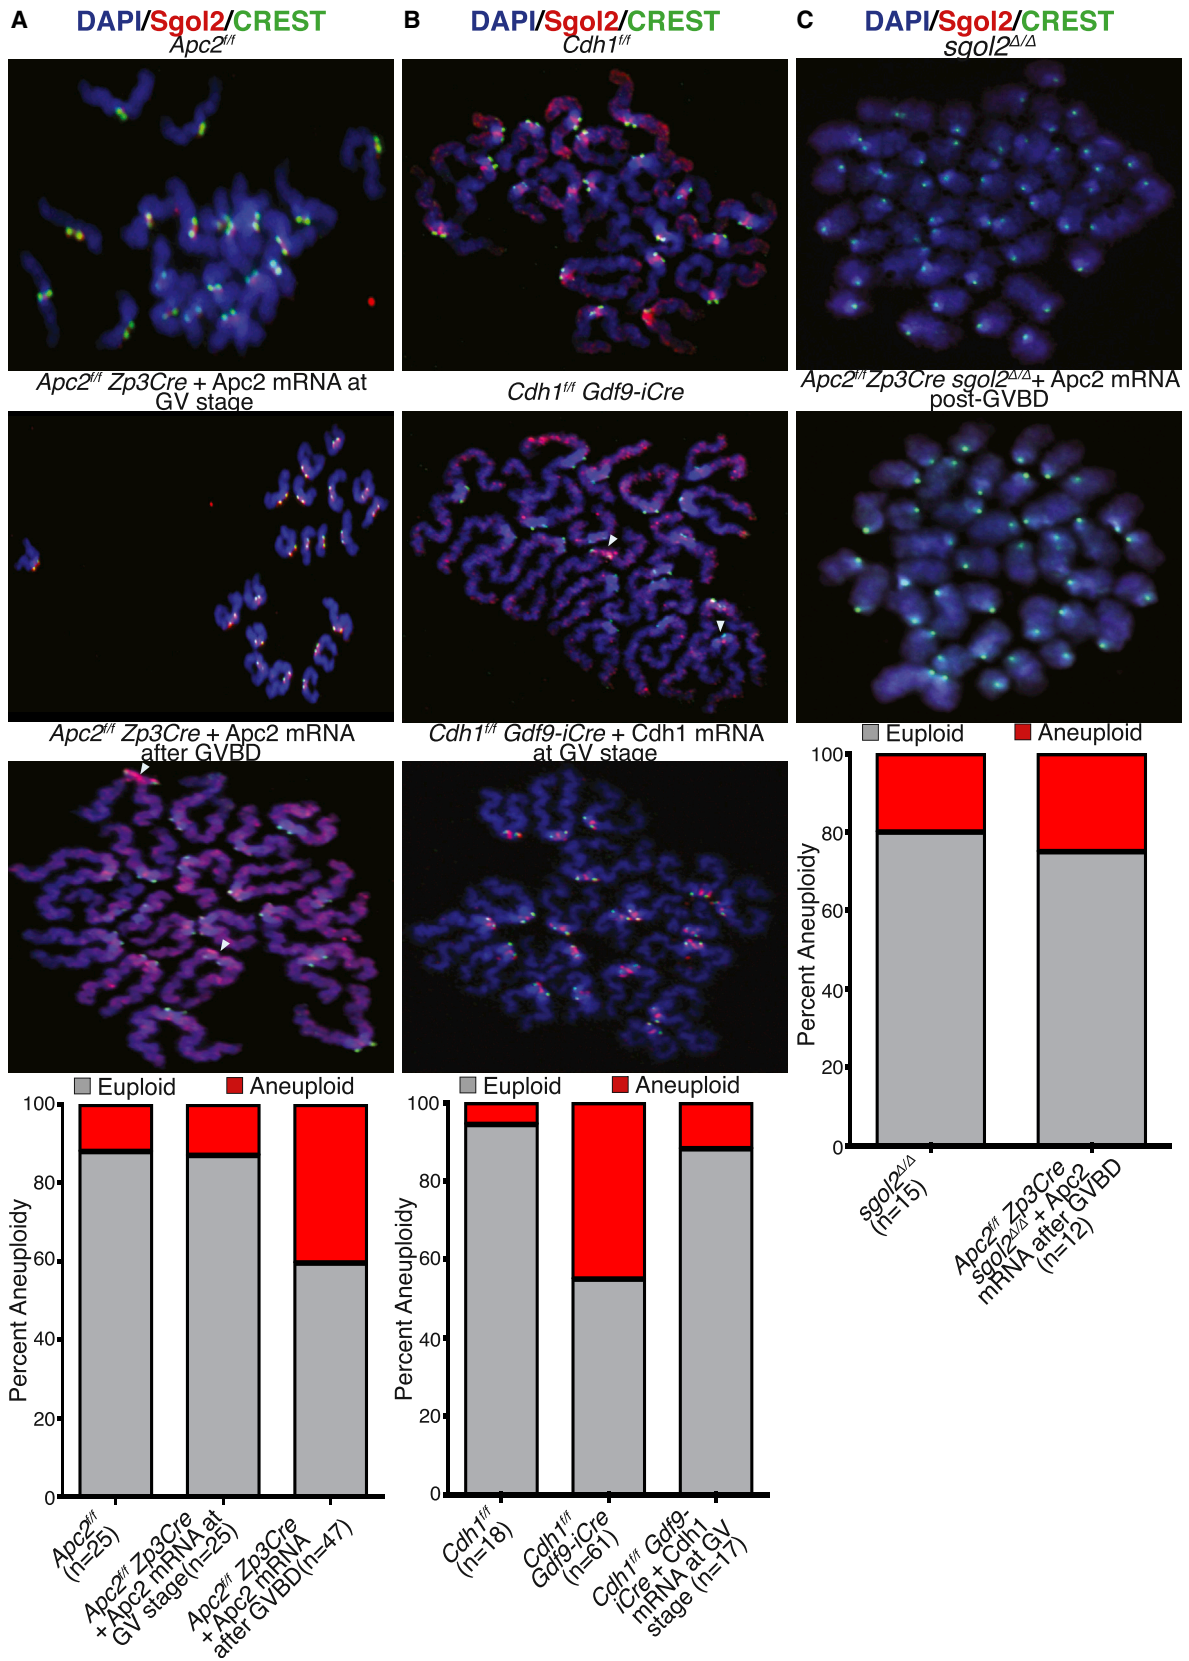 A
DAPI/Sgol2/CREST
Apc2f/f
Apc2f/f Zp3Cre + Apc2 mRNA at
GV stage
Apc2f/f Zp3Cre + Apc2 mRNA
after GVBD
Euploid Aneuploid
Percent Aneuploidy
100
80
60
40
20
0
Apc2f/f
(n=25)
Apc2f/f Zp3Cre
+ Apc2 mRNA at
GV stage(n=25)
Apc2f/f Zp3Cre
+ Apc2 mRNA
after GVBD(n=47)
B
DAPI/Sgol2/CREST
Cdh1f/f
Cdh1f/f Gdf9-iCre
Cdh1f/f Gdf9-iCre + Cdh1 mRNA
at GV stage
Euploid Aneuploid
Percent Aneuploidy
100
80
60
40
20
0
Cdh1f/f
(n=18)
Cdh1f/f
Gdf9-iCre
(n=61)
Cdh1f/f Gdf9-
iCre + Cdh1
mRNA at GV
stage (n=17)
C
DAPI/Sgol2/CREST
sgol2Δ/Δ
Apc2f/f Zp3Cre sgol2Δ/Δ + Apc2 mRNA
post-GVBD
Euploid Aneuploid
Percent Aneuploidy
100
80
60
40
20
0
sgol2Δ/Δ
(n=15)
Apc2f/f Zp3Cre
sgol2Δ/Δ + Apc2
mRNA after GVBD
(n=12)